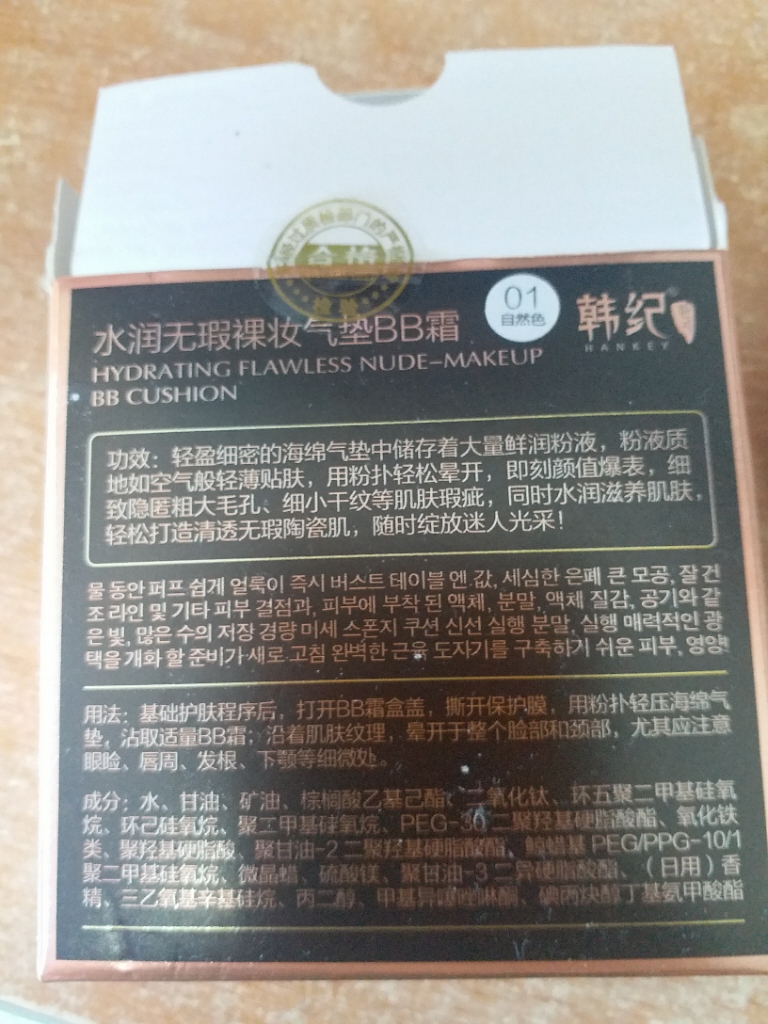 合格
01
自然色
韩纪
HANKEY
水润无瑕裸妆气垫BB霜
HYDRATING FLAWLESS NUDE-MAKEUP
BB CUSHION
功效：轻盈细密的海绵气垫中储存着大量鲜润粉液，粉液质
地如空气般轻薄贴肤，用粉扑轻松晕开，即刻颜值爆表，细
致隐匿粗大毛孔、细小干纹等肌肤瑕疵，同时水润滋养肌肤，
轻松打造清透无瑕陶瓷肌，随时绽放迷人光采！
물 동안 퍼프 쉽게 얼룩이 즉시 버스트 테이블 엔 값, 세심한 은폐 큰 모공, 잘 건
조 라인 및 기타 피부 결점과, 피부에 부착 된 액체, 분말, 액체 질감, 공기와 같
은 빛, 많은 수의 저장 경량 미세 스폰지 쿠션 신선 실행 분말, 실행 매력적인 광
택을 개화 할 준비가 새로 고침 완벽한 근육 도자기를 구축하기 쉬운 피부, 영양!
用法：基础护肤程序后，打开BB霜盒盖，撕开保护膜，用粉扑轻压海绵气
垫，沾取适量BB霜；沿着肌肤纹理，晕开于整个脸部和颈部，尤其应注意
眼睑、唇周、发根、下颚等细微处。
成分：水、甘油、矿油、棕榈酸乙基己酯、二氧化钛、环五聚二甲基硅氧
烷、环己硅氧烷、聚二甲基硅氧烷、PEG-30 二聚羟基硬脂酸酯、氧化铁
类、聚羟基硬脂酸、聚甘油-2 二聚羟基硬脂酸酯、鲸蜡基 PEG/PPG-10/1
聚二甲基硅氧烷、微晶蜡、硫酸镁、聚甘油-3 二异硬脂酸酯、（日用）香
精、三乙氧基辛基硅烷、丙二醇、甲基异噻唑啉酮、碘丙炔醇丁基氨甲酸酯